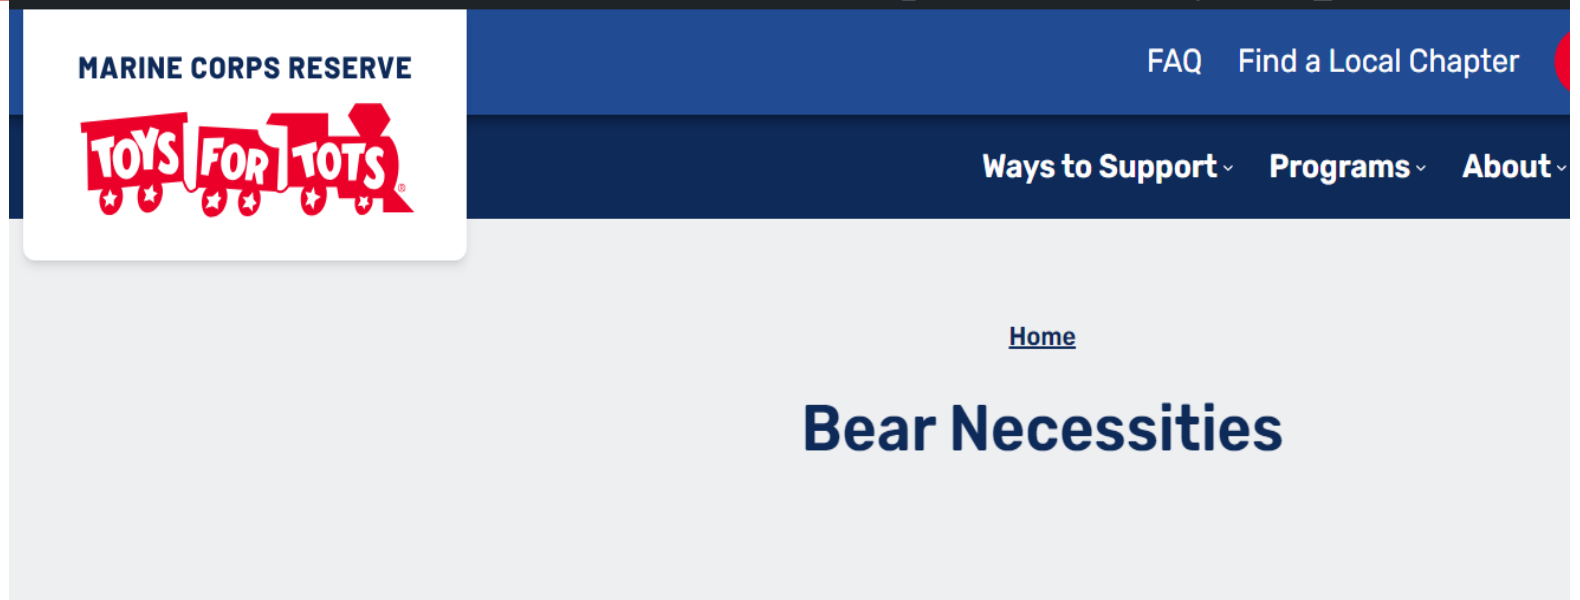 MARINE CORPS RESERVE
TOYS FOR TOTS®
FAQ Find a Local Chapter
Ways to Support Programs About
Home
Bear Necessities